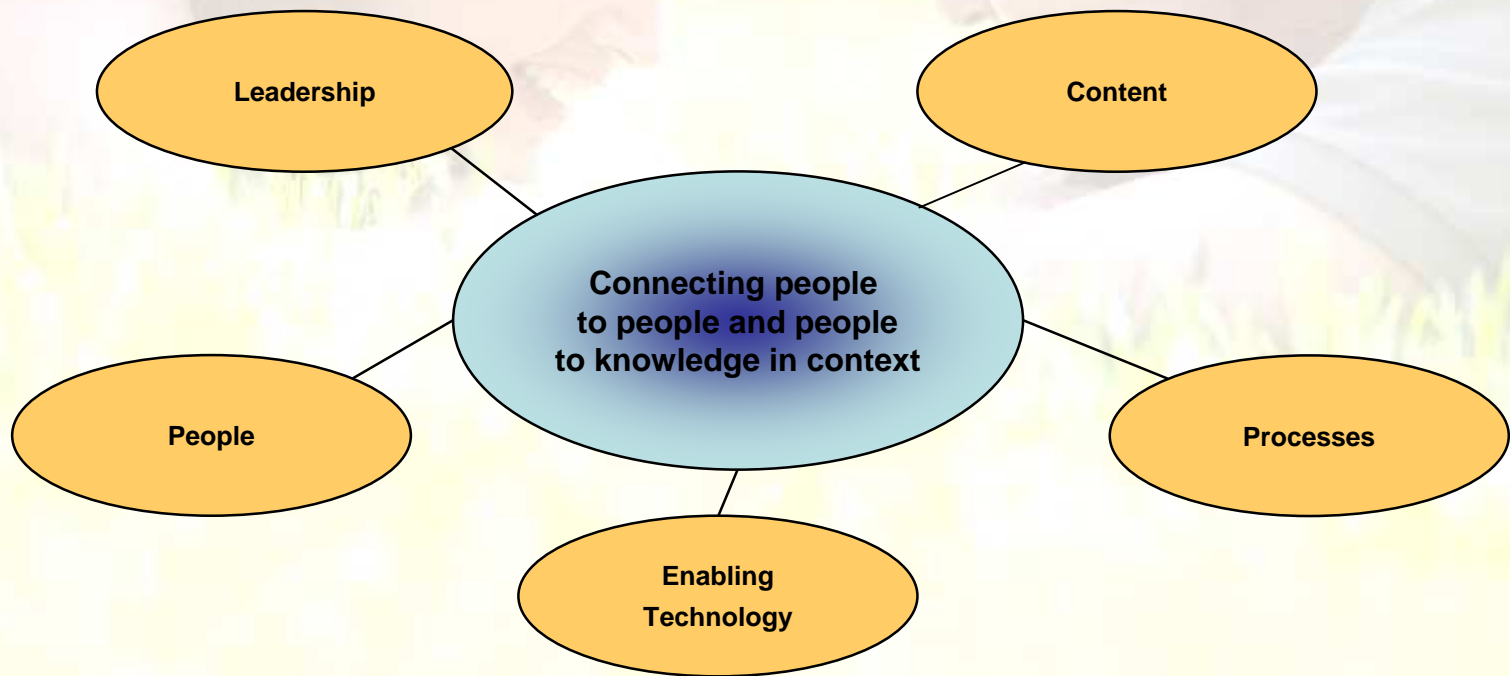 Leadership
Content
Connecting people
to people and people
to knowledge in context
People
Processes
Enabling
Technology